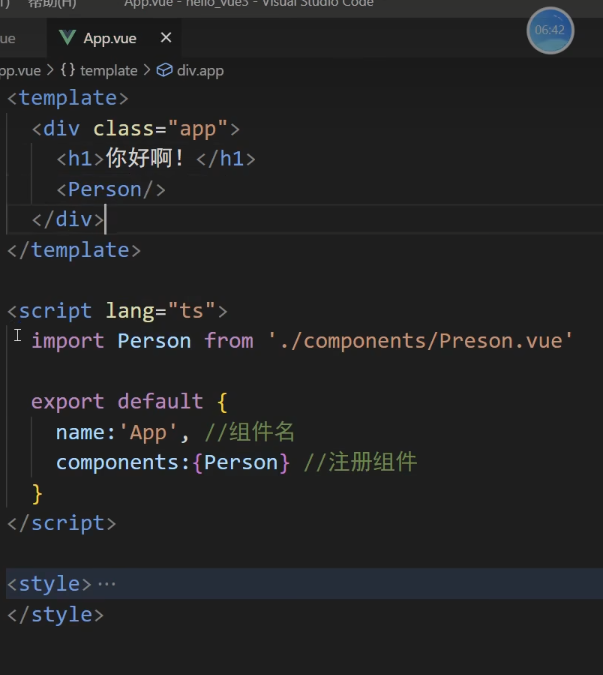 帮助(H) App.vue - hello_vue3 - Visual Studio Code
ue App.vue ×
06:42
pp.vue > {} template > div.app
<template>
<div class="app">
<h1>你好啊！</h1>
<Person/>
</div>
</template>
<script lang="ts">
import Person from './components/Preson.vue'
export default {
name:'App', //组件名
components:{Person} //注册组件
}
</script>
<style>···
</style>